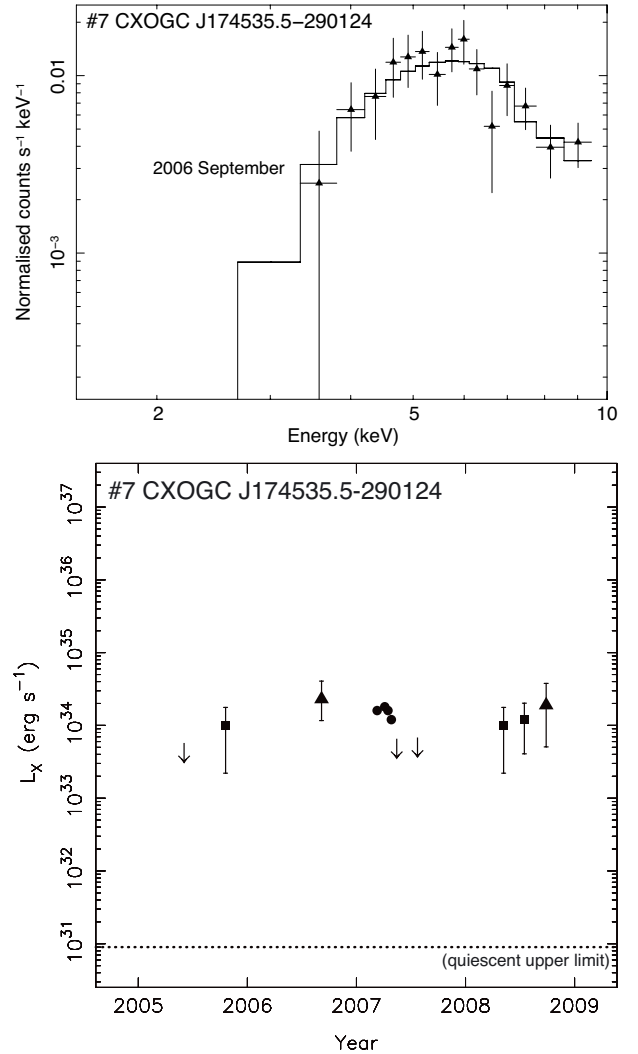 #7 CXOGC J174535.5−290124
0.01
10⁻³
Normalised counts s⁻¹ keV⁻¹
2006 September
2 5 10
Energy (keV)
#7 CXOGC J174535.5-290124
10³⁷
10³⁶
10³⁵
10³⁴
10³³
10³²
10³¹
L_X (erg s⁻¹)
(quiescent upper limit)
2005 2006 2007 2008 2009
Year